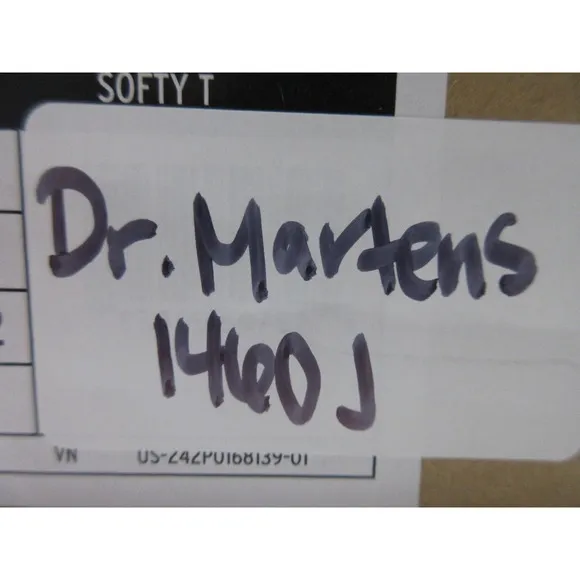 SOFTY T
Dr. Martens
1460 J
VN US-242P0168139-01